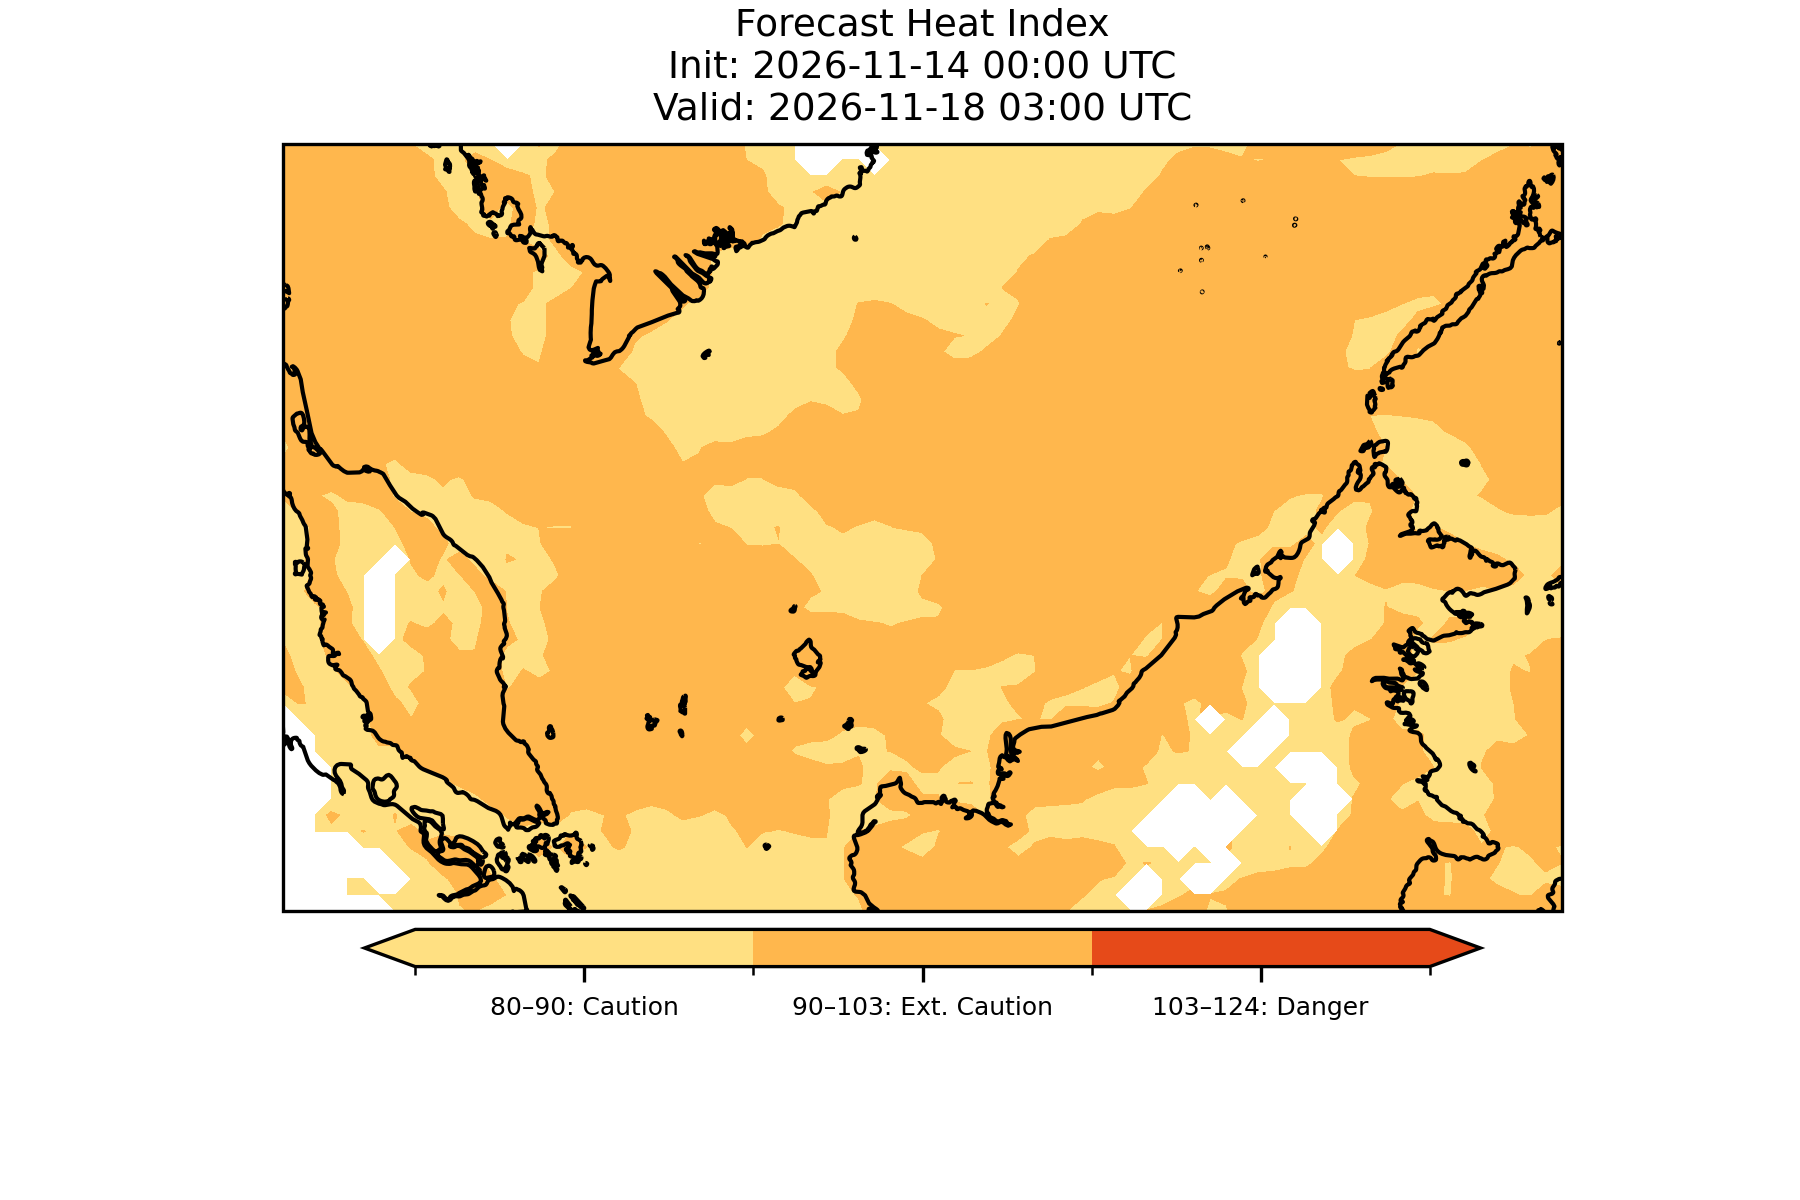 Forecast Heat Index
Init: 2026-11-14 00:00 UTC
Valid: 2026-11-18 03:00 UTC
80–90: Caution
90–103: Ext. Caution
103–124: Danger